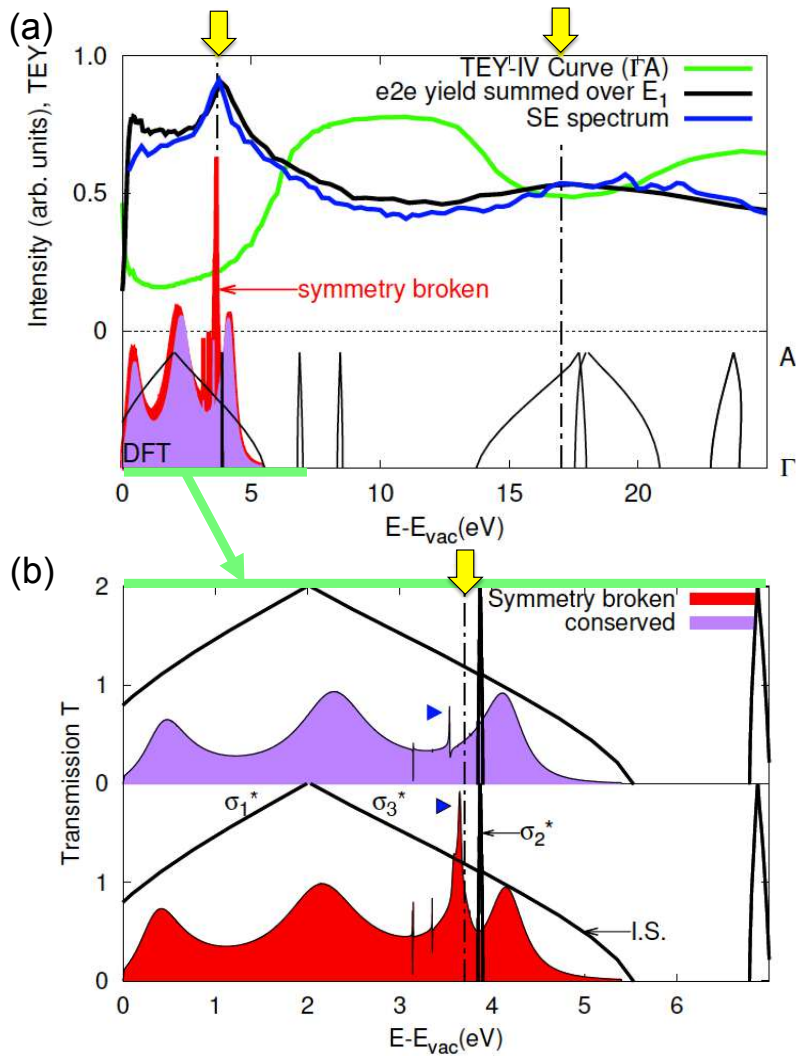 (a)
TEY-IV Curve (ΓA)
e2e yield summed over E1
SE spectrum
Intensity (arb. units), TEY
1.0
0.5
0
symmetry broken
A
Γ
DFT
0 5 10 15 20
E-Evac(eV)
(b)
Symmetry broken
conserved
Transmission T
2
1
0
σ1* σ3*
σ2*
1
I.S.
0
0 1 2 3 4 5 6
E-Evac(eV)